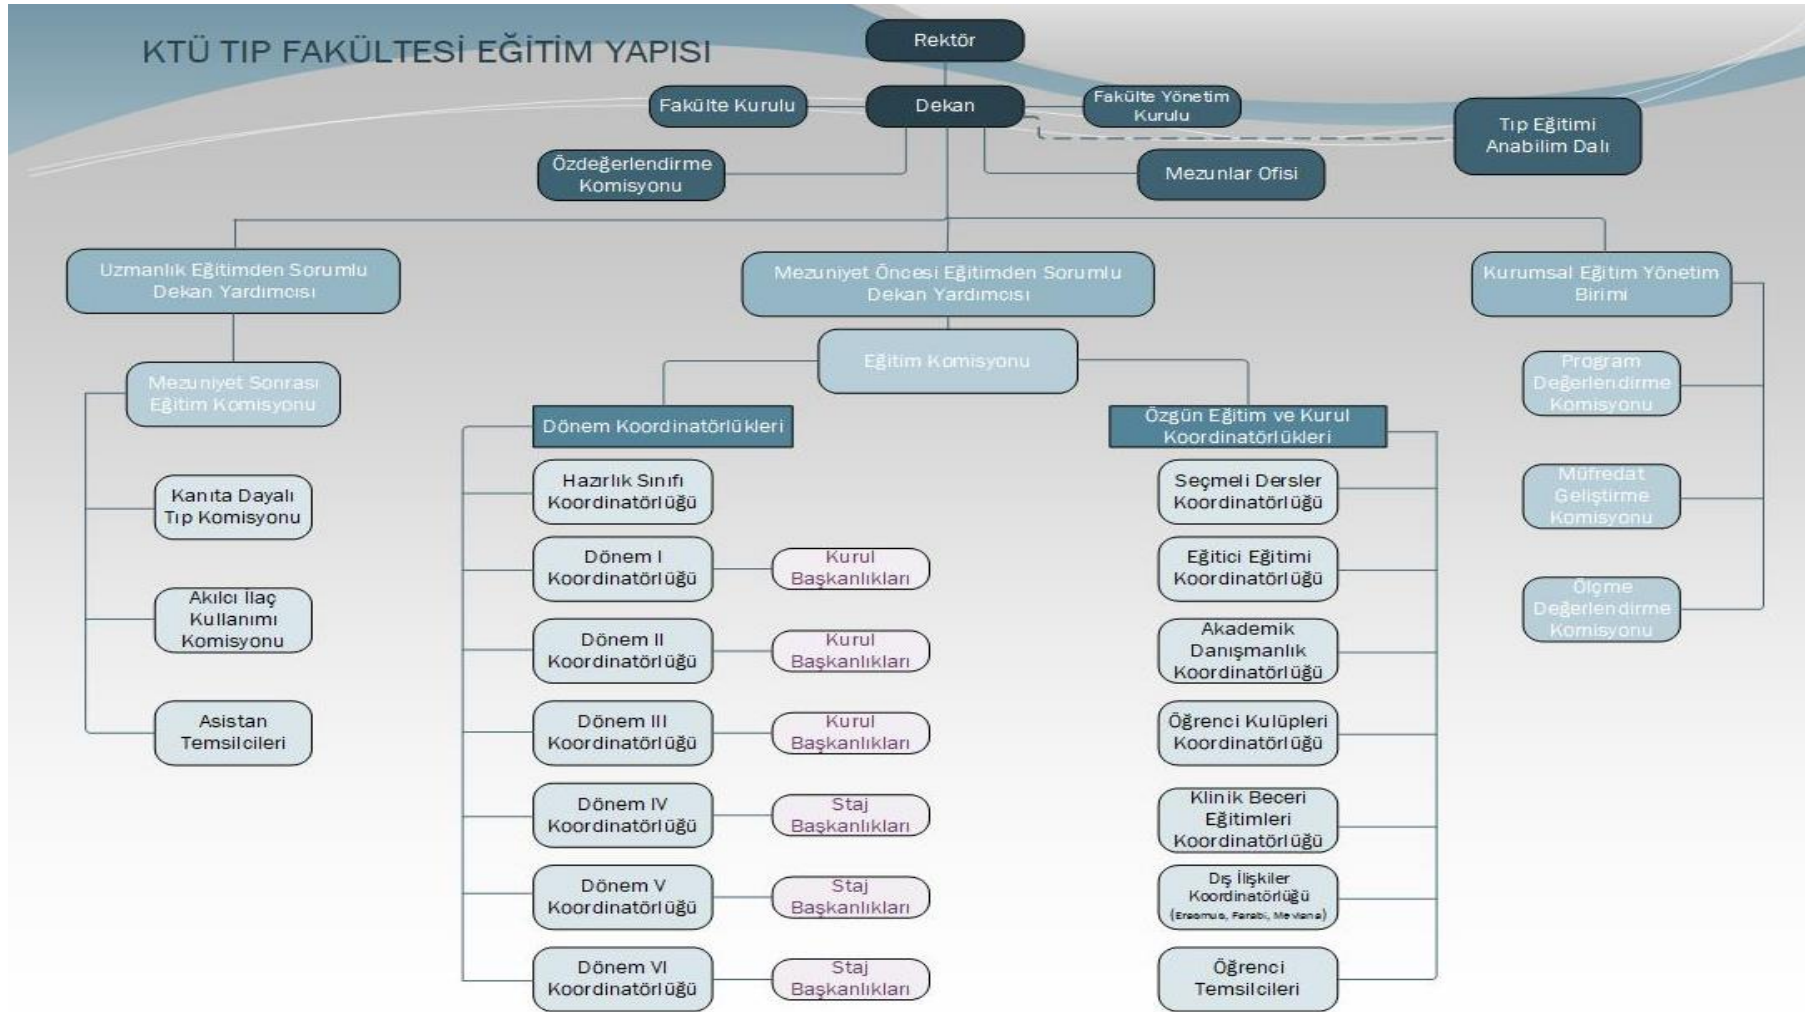 KTÜ TIP FAKÜLTESİ EĞİTİM YAPISI
Rektör
Fakülte Kurulu
Dekan
Fakülte Yönetim
Kurulu
Tıp Eğitimi
Anabilim Dalı
Özdeğerlendirme
Komisyonu
Mezunlar Ofisi
Uzmanlık Eğitimden Sorumlu
Dekan Yardımcısı
Mezuniyet Öncesi Eğitimden Sorumlu
Dekan Yardımcısı
Kurumsal Eğitim Yönetim
Birimi
Mezuniyet Sonrası
Eğitim Komisyonu
Kanıta Dayalı
Tıp Komisyonu
Akılcı İlaç
Kullanımı
Komisyonu
Asistan
Temsilcileri
Eğitim Komisyonu
Dönem Koordinatörlükleri
Hazırlık Sınıfı
Koordinatörlüğü
Dönem I
Koordinatörlüğü
Kurul
Başkanlıkları
Dönem II
Koordinatörlüğü
Kurul
Başkanlıkları
Dönem III
Koordinatörlüğü
Kurul
Başkanlıkları
Dönem IV
Koordinatörlüğü
Staj
Başkanlıkları
Dönem V
Koordinatörlüğü
Staj
Başkanlıkları
Dönem VI
Koordinatörlüğü
Staj
Başkanlıkları
Özgün Eğitim ve Kurul
Koordinatörlükleri
Seçmeli Dersler
Koordinatörlüğü
Eğitici Eğitimi
Koordinatörlüğü
Akademik
Danışmanlık
Koordinatörlüğü
Öğrenci Kulüpleri
Koordinatörlüğü
Klinik Beceri
Eğitimleri
Koordinatörlüğü
Dış İlişkiler
Koordinatörlüğü
(Erasmus, Farabi, Mevlana)
Öğrenci
Temsilcileri
Program
Değerlendirme
Komisyonu
Müfredat
Geliştirme
Komisyonu
Ölçme
Değerlendirme
Komisyonu